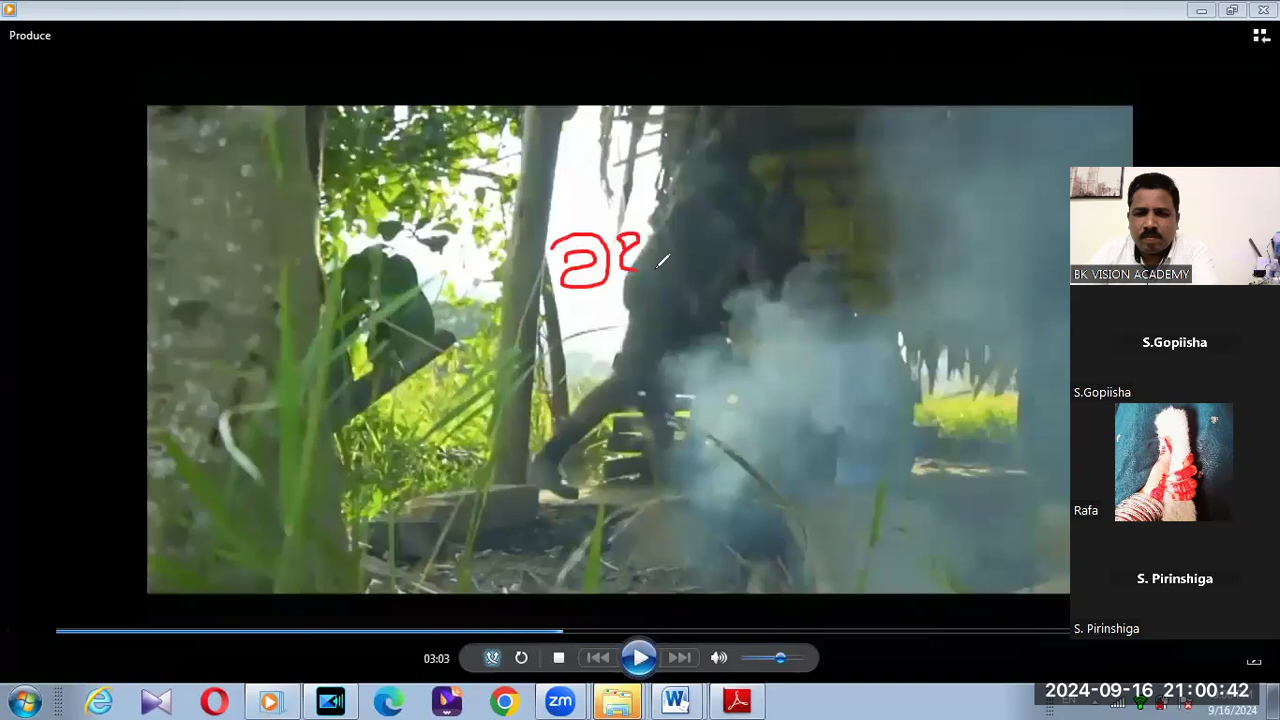 Produce
BK VISION ACADEMY
S.Gopiisha
S.Gopiisha
Rafa
S. Pirinshiga
S. Pirinshiga
03:03
zm
W
2024-09-16 21:00:42
9/16/2024